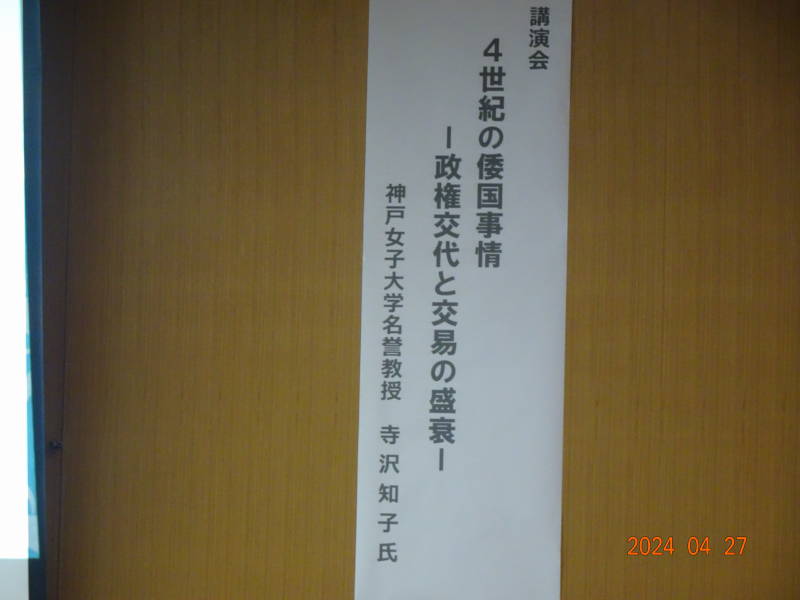 講演会
４世紀の倭国事情
ー政権交代と交易の盛衰ー
神戸女子大学名誉教授　寺沢知子氏
2024 04 27